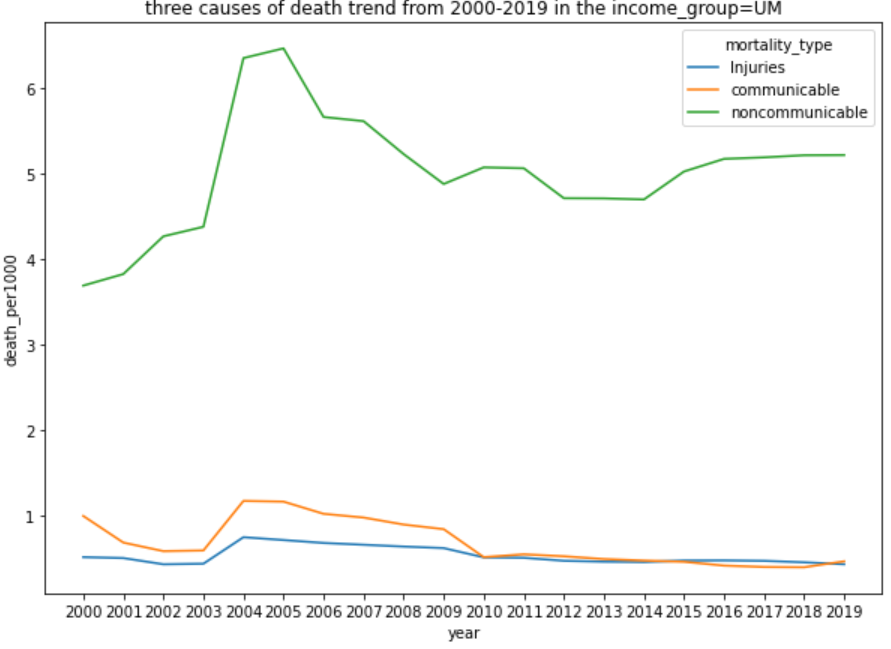 three causes of death trend from 2000-2019 in the income_group=UM
mortality_type
Injuries
communicable
noncommunicable
6
5
4
3
2
1
death_per1000
2000 2001 2002 2003 2004 2005 2006 2007 2008 2009 2010 2011 2012 2013 2014 2015 2016 2017 2018 2019
year